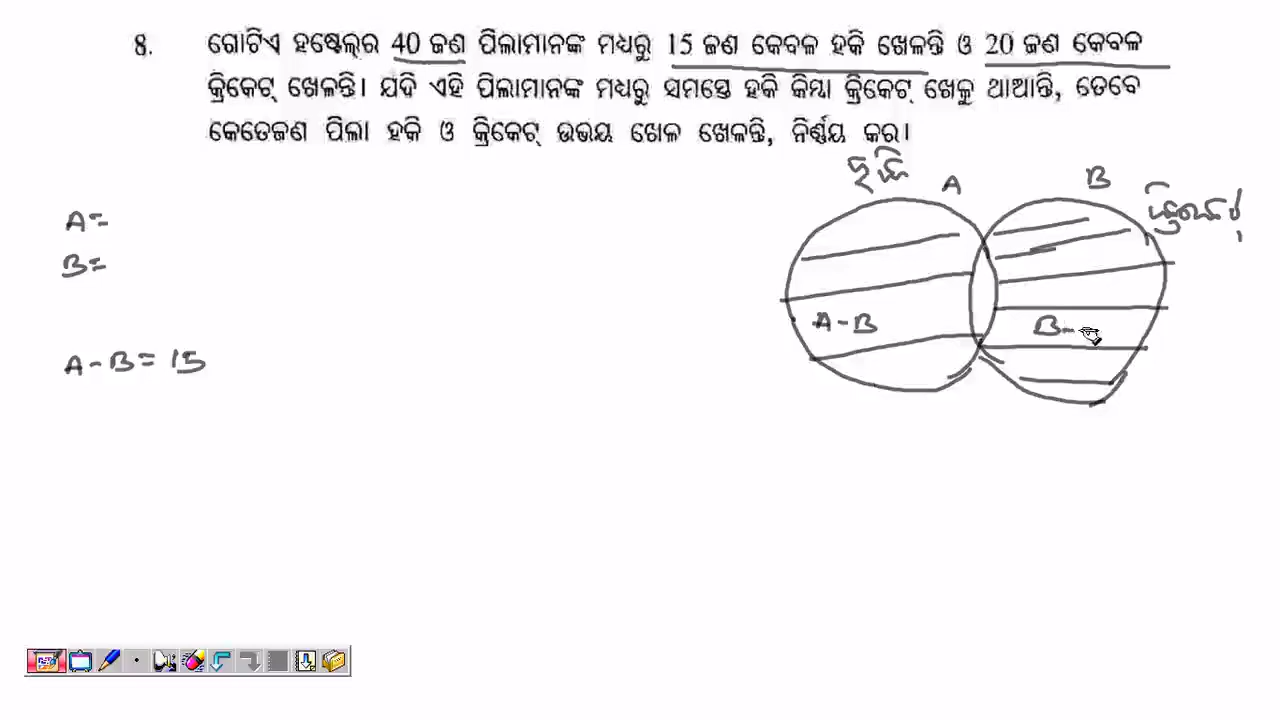 8. ଗୋଟିଏ ହଷ୍ଟେଲ୍‌ର 40 ଜଣ ପିଲାମାନଙ୍କ ମଧ୍ୟରୁ 15 ଜଣ କେବଳ ହକି ଖେଳନ୍ତି ଓ 20 ଜଣ କେବଳ
କ୍ରିକେଟ୍ ଖେଳନ୍ତି। ଯଦି ଏହି ପିଲାମାନଙ୍କ ମଧ୍ୟରୁ ସମସ୍ତେ ହକି କିମ୍ବା କ୍ରିକେଟ୍ ଖେଳୁ ଥାଆନ୍ତି, ତେବେ
କେତେଜଣ ପିଲା ହକି ଓ କ୍ରିକେଟ୍ ଉଭୟ ଖେଳ ଖେଳନ୍ତି, ନିର୍ଣ୍ଣୟ କର।
ହକି A B
କ୍ରିକେଟ୍
A=
B=
A-B B-
A-B= 15